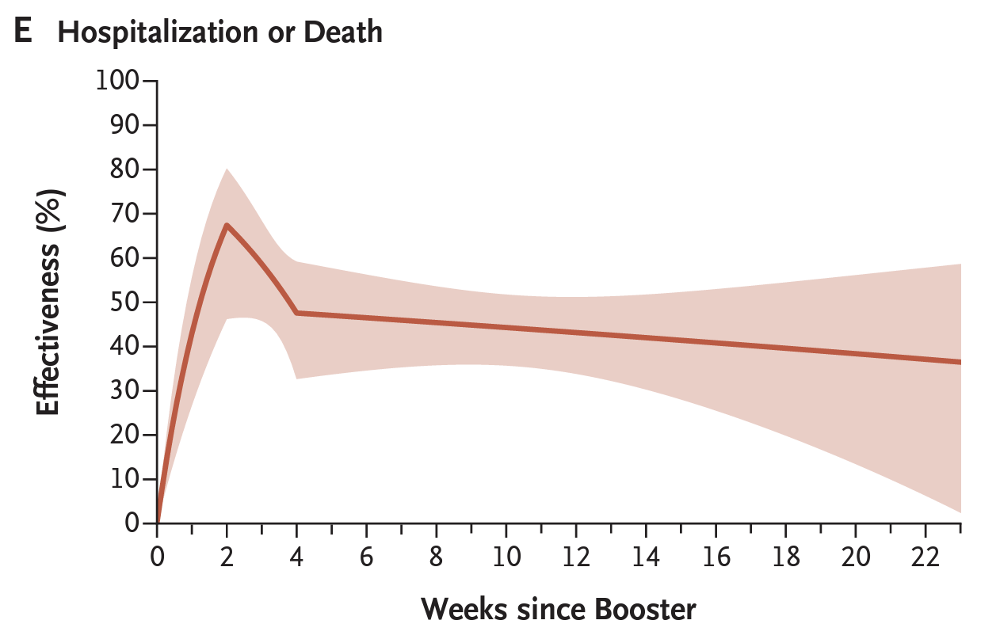 E Hospitalization or Death
100
90
80
70
60
50
40
30
20
10
0
Effectiveness (%)
0 2 4 6 8 10 12 14 16 18 20 22
Weeks since Booster